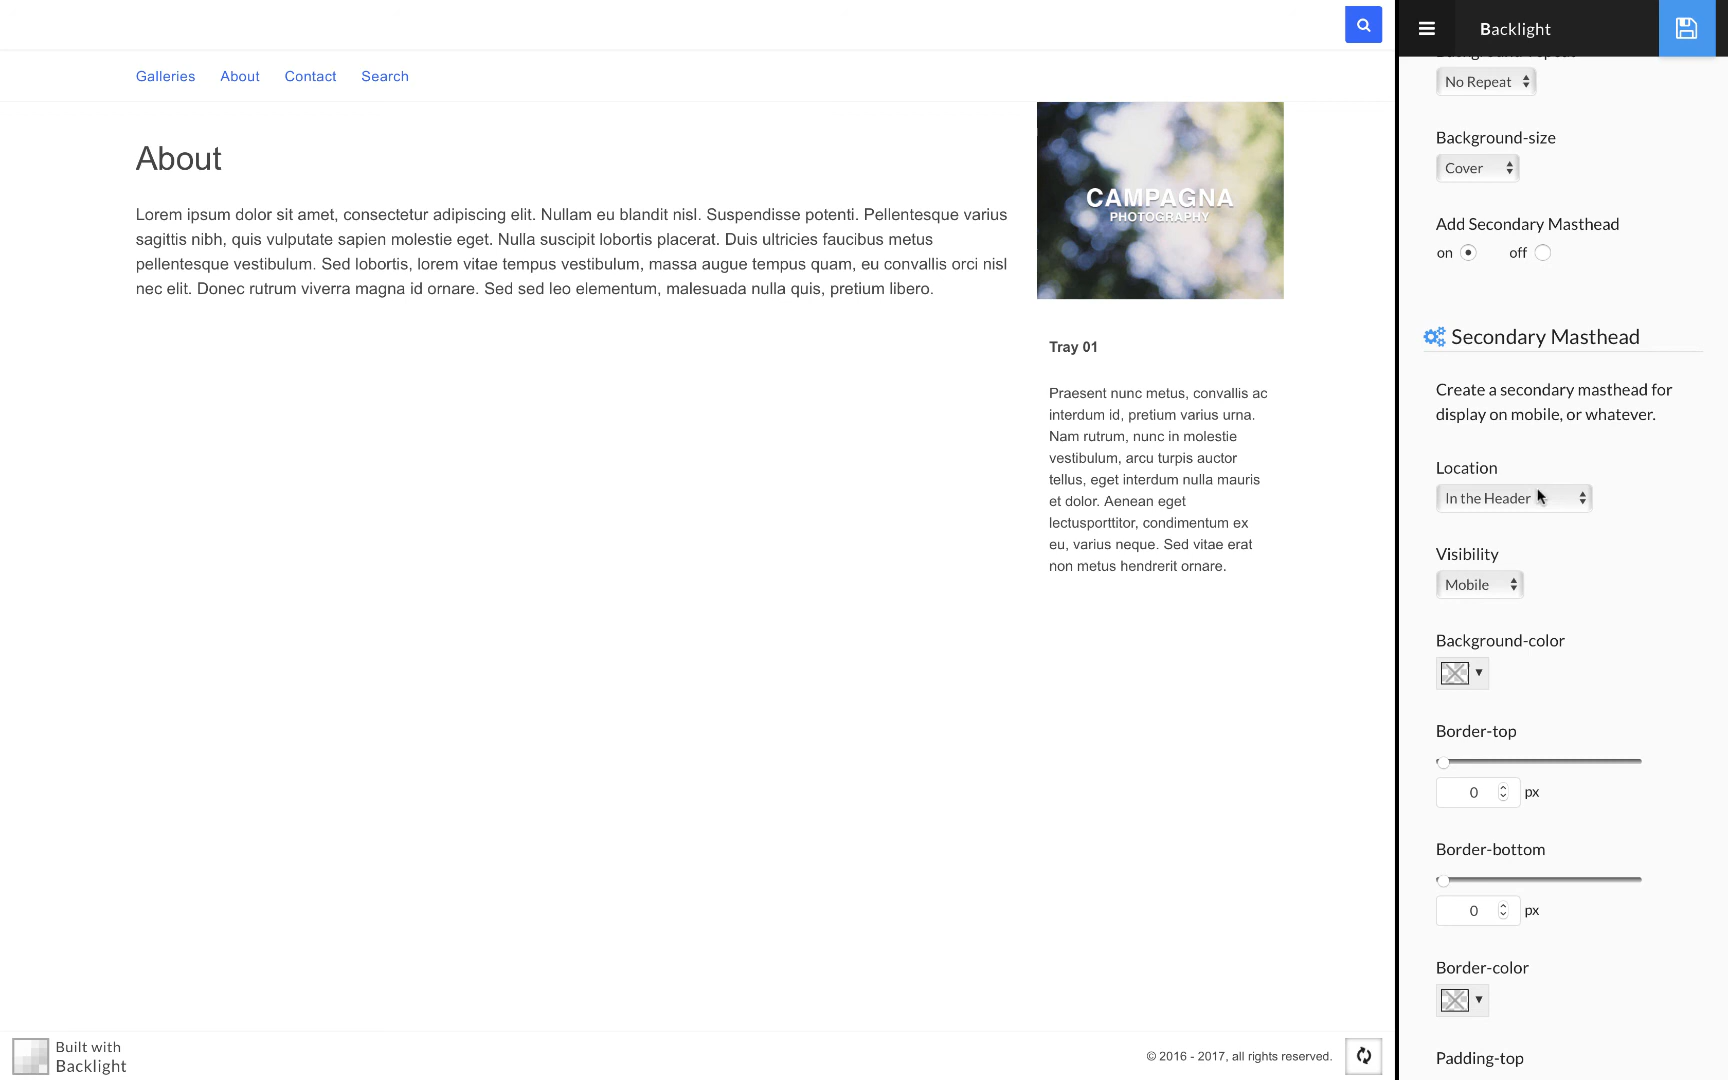 Galleries About Contact Search
About
Lorem ipsum dolor sit amet, consectetur adipiscing elit. Nullam eu blandit nisl. Suspendisse potenti. Pellentesque varius
sagittis nibh, quis vulputate sapien molestie eget. Nulla suscipit lobortis placerat. Duis ultricies faucibus metus
pellentesque vestibulum. Sed lobortis, lorem vitae tempus vestibulum, massa augue tempus quam, eu convallis orci nisl
nec elit. Donec rutrum viverra magna id ornare. Sed sed leo elementum, malesuada nulla quis, pretium libero.
CAMPAGNA
PHOTOGRAPHY
Tray 01
Praesent nunc metus, convallis ac
interdum id, pretium varius urna.
Nam rutrum, nunc in molestie
vestibulum, arcu turpis auctor
tellus, eget interdum nulla mauris
et dolor. Aenean eget
lectusporttitor, condimentum ex
eu, varius neque. Sed vitae erat
non metus hendrerit ornare.
Built with
Backlight
© 2016 - 2017, all rights reserved.
Backlight
No Repeat
Background-size
Cover
Add Secondary Masthead
on off
Secondary Masthead
Create a secondary masthead for
display on mobile, or whatever.
Location
In the Header
Visibility
Mobile
Background-color
Border-top
0 px
Border-bottom
0 px
Border-color
Padding-top